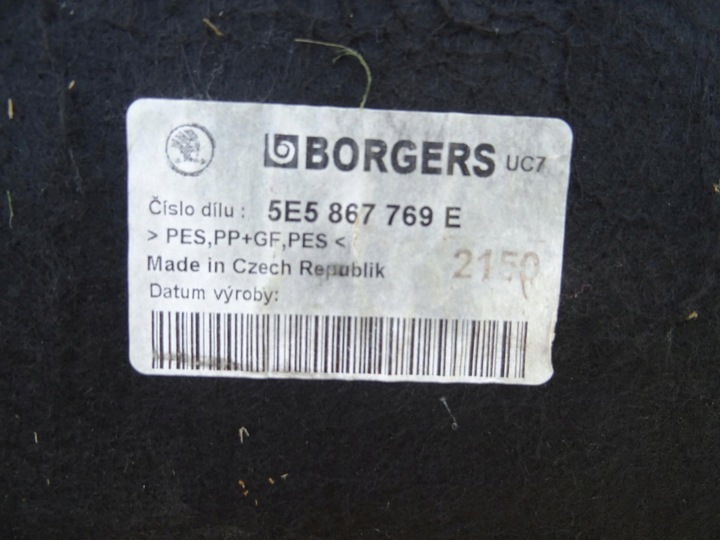 BORGERS UC7
Číslo dílu : 5E5 867 769 E
> PES,PP+GF,PES <
Made in Czech Republik 2150
Datum výroby: